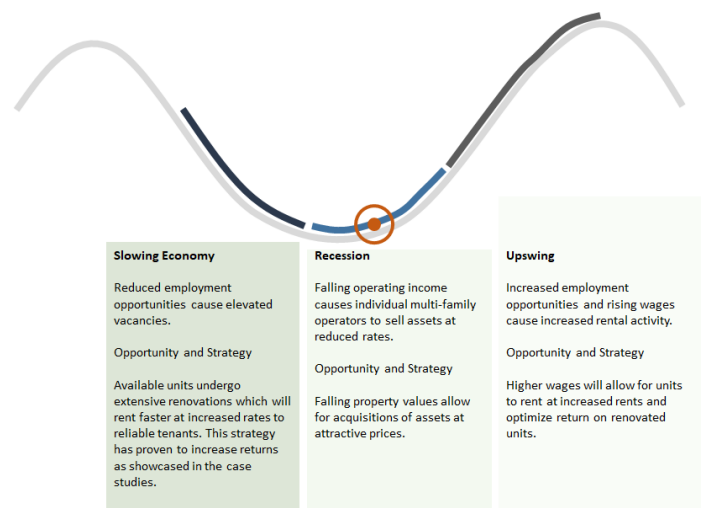 Slowing Economy
Reduced employment
opportunities cause elevated
vacancies.
Opportunity and Strategy
Available units undergo
extensive renovations which will
rent faster at increased rates to
reliable tenants. This strategy
has proven to increase returns
as showcased in the case
studies.
Recession
Falling operating income
causes individual multi-family
operators to sell assets at
reduced rates.
Opportunity and Strategy
Falling property values allow
for acquisitions of assets at
attractive prices.
Upswing
Increased employment
opportunities and rising wages
cause increased rental activity.
Opportunity and Strategy
Higher wages will allow for units
to rent at increased rents and
optimize return on renovated
units.